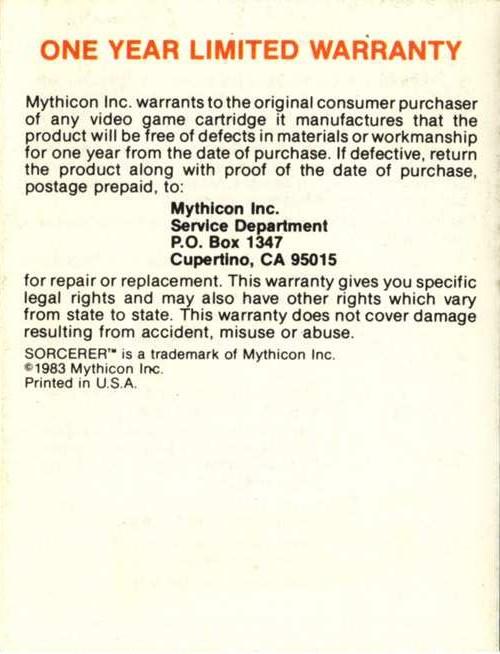 ONE YEAR LIMITED WARRANTY
Mythicon Inc. warrants to the original consumer purchaser
of any video game cartridge it manufactures that the
product will be free of defects in materials or workmanship
for one year from the date of purchase. If defective, return
the product along with proof of the date of purchase,
postage prepaid, to:
Mythicon Inc.
Service Department
P.O. Box 1347
Cupertino, CA 95015
for repair or replacement. This warranty gives you specific
legal rights and may also have other rights which vary
from state to state. This warranty does not cover damage
resulting from accident, misuse or abuse.
SORCERER™ is a trademark of Mythicon Inc.
©1983 Mythicon Inc.
Printed in U.S.A.